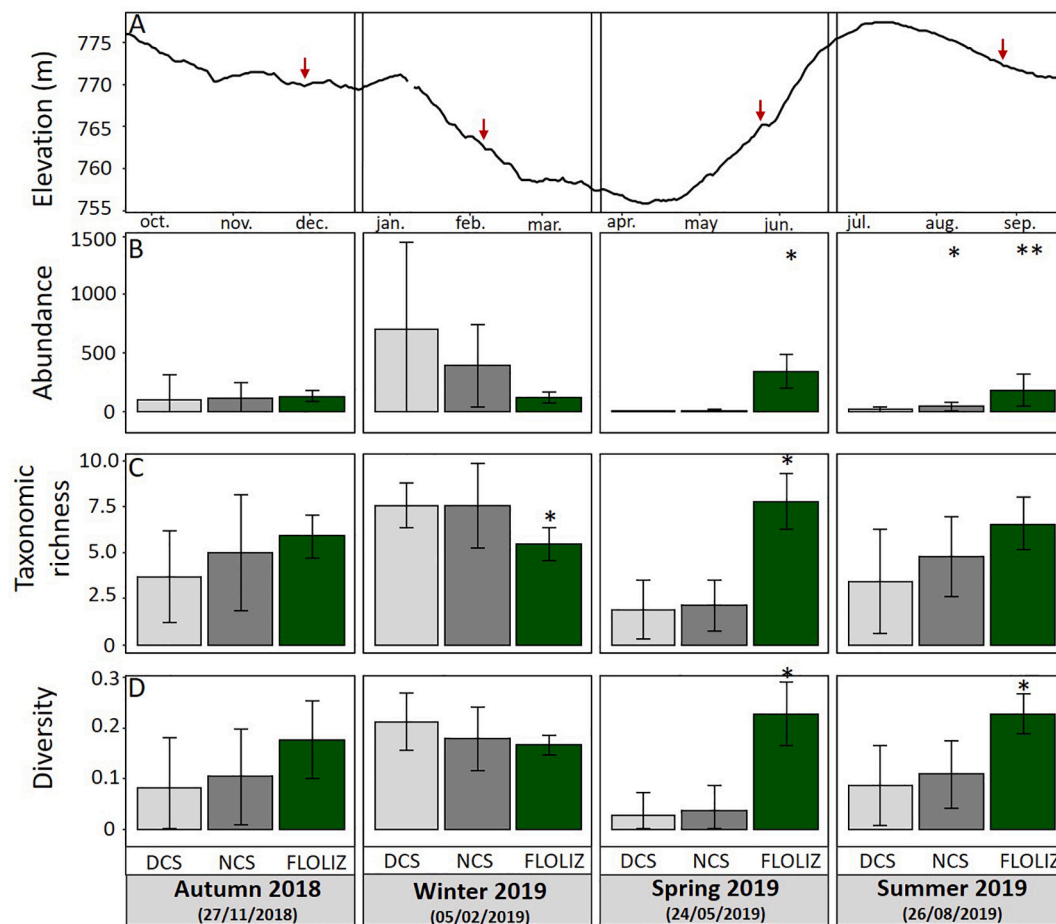 A
Elevation (m)
775
770
765
760
755
oct. nov. dec. jan. feb. mar. apr. may jun. jul. aug. sep.
B
Abundance
1500
1000
500
0
* * **
C
Taxonomic
richness
10.0
7.5
5.0
2.5
0
* *
D
Diversity
0.3
0.2
0.1
0
* *
DCS NCS FLOLIZ DCS NCS FLOLIZ DCS NCS FLOLIZ DCS NCS FLOLIZ
Autumn 2018 Winter 2019 Spring 2019 Summer 2019
(27/11/2018) (05/02/2019) (24/05/2019) (26/08/2019)